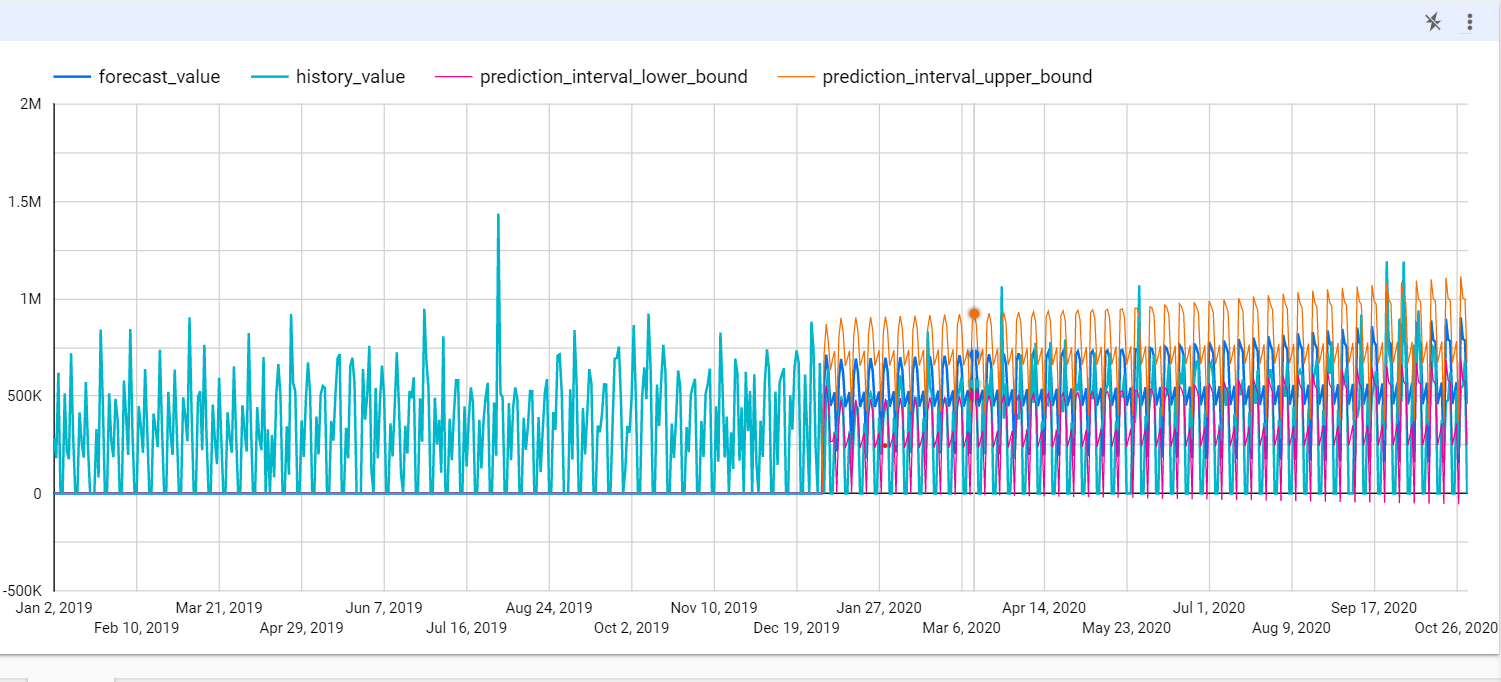 forecast_value history_value prediction_interval_lower_bound prediction_interval_upper_bound
2M
1.5M
1M
500K
0
-500K
Jan 2, 2019 Mar 21, 2019 Jun 7, 2019 Aug 24, 2019 Nov 10, 2019 Jan 27, 2020 Apr 14, 2020 Jul 1, 2020 Sep 17, 2020
Feb 10, 2019 Apr 29, 2019 Jul 16, 2019 Oct 2, 2019 Dec 19, 2019 Mar 6, 2020 May 23, 2020 Aug 9, 2020 Oct 26, 2020